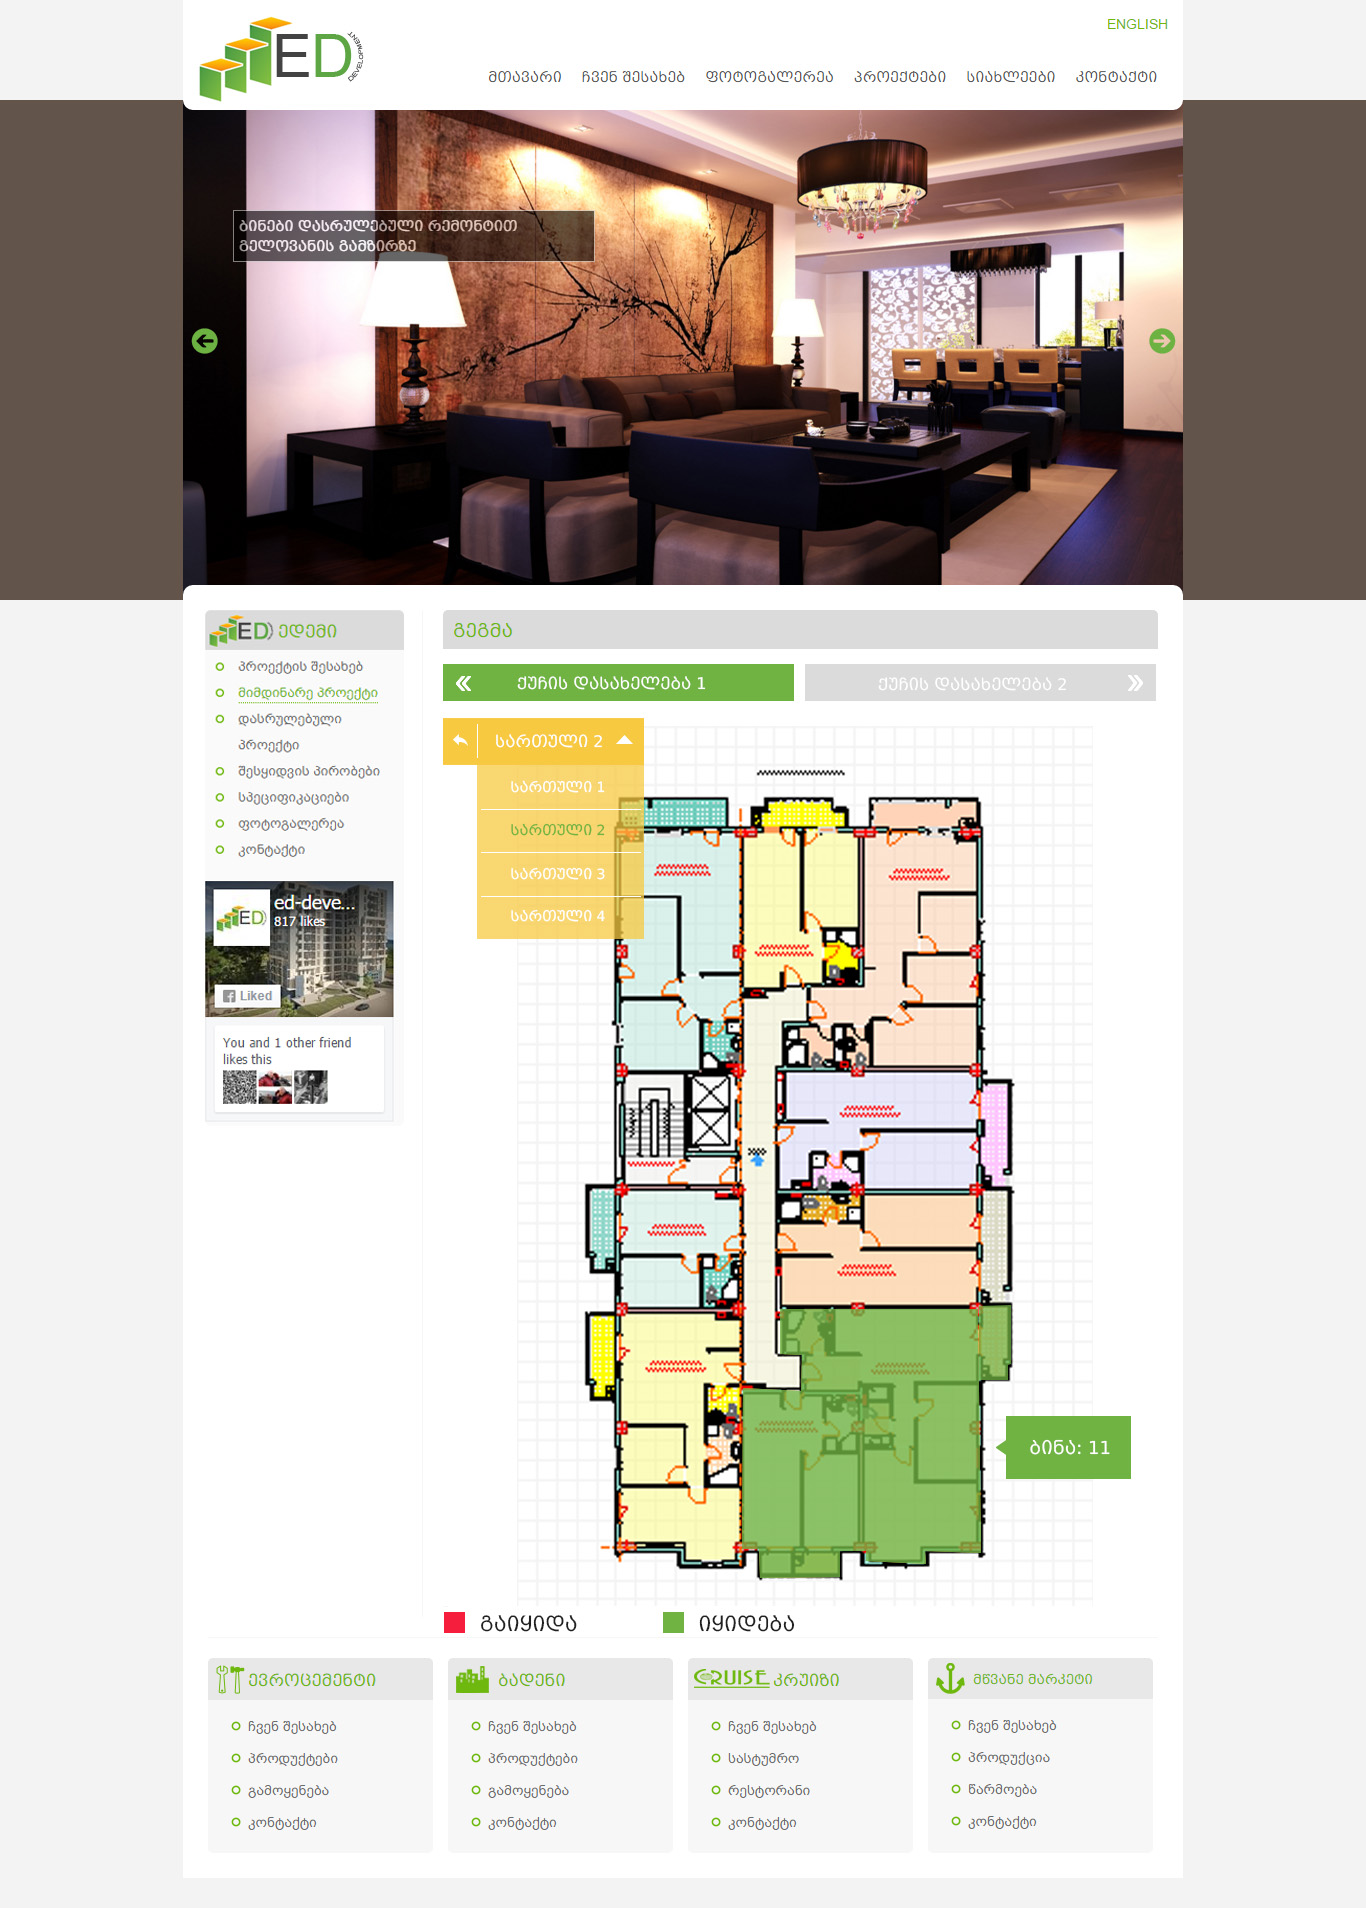 ED
DEVELOPMENT
ENGLISH
მთავარი ჩვენ შესახებ ფოტოგალერეა პროექტები სიახლეები კონტაქტი
ბინები დასრულებული რემონტით
გელოვანის გამზირზე
ED ედემი
პროექტის შესახებ
მიმდინარე პროექტი
დასრულებული
პროექტი
შესყიდვის პირობები
სპეციფიკაციები
ფოტოგალერეა
კონტაქტი
ED
ed-deve...
817 likes
Liked
You and 1 other friend
likes this
გეგმა
ქუჩის დასახელება 1
ქუჩის დასახელება 2
სართული 2
სართული 1
სართული 2
სართული 3
სართული 4
ბინა: 11
გაიყიდა
იყიდება
ევროცემენტი
ჩვენ შესახებ
პროდუქტები
გამოყენება
კონტაქტი
ბადენი
ჩვენ შესახებ
პროდუქტები
გამოყენება
კონტაქტი
CRUISE კრუიზი
ჩვენ შესახებ
სასტუმრო
რესტორანი
კონტაქტი
მწვანე მარკეტი
ჩვენ შესახებ
პროდუქცია
წარმოება
კონტაქტი